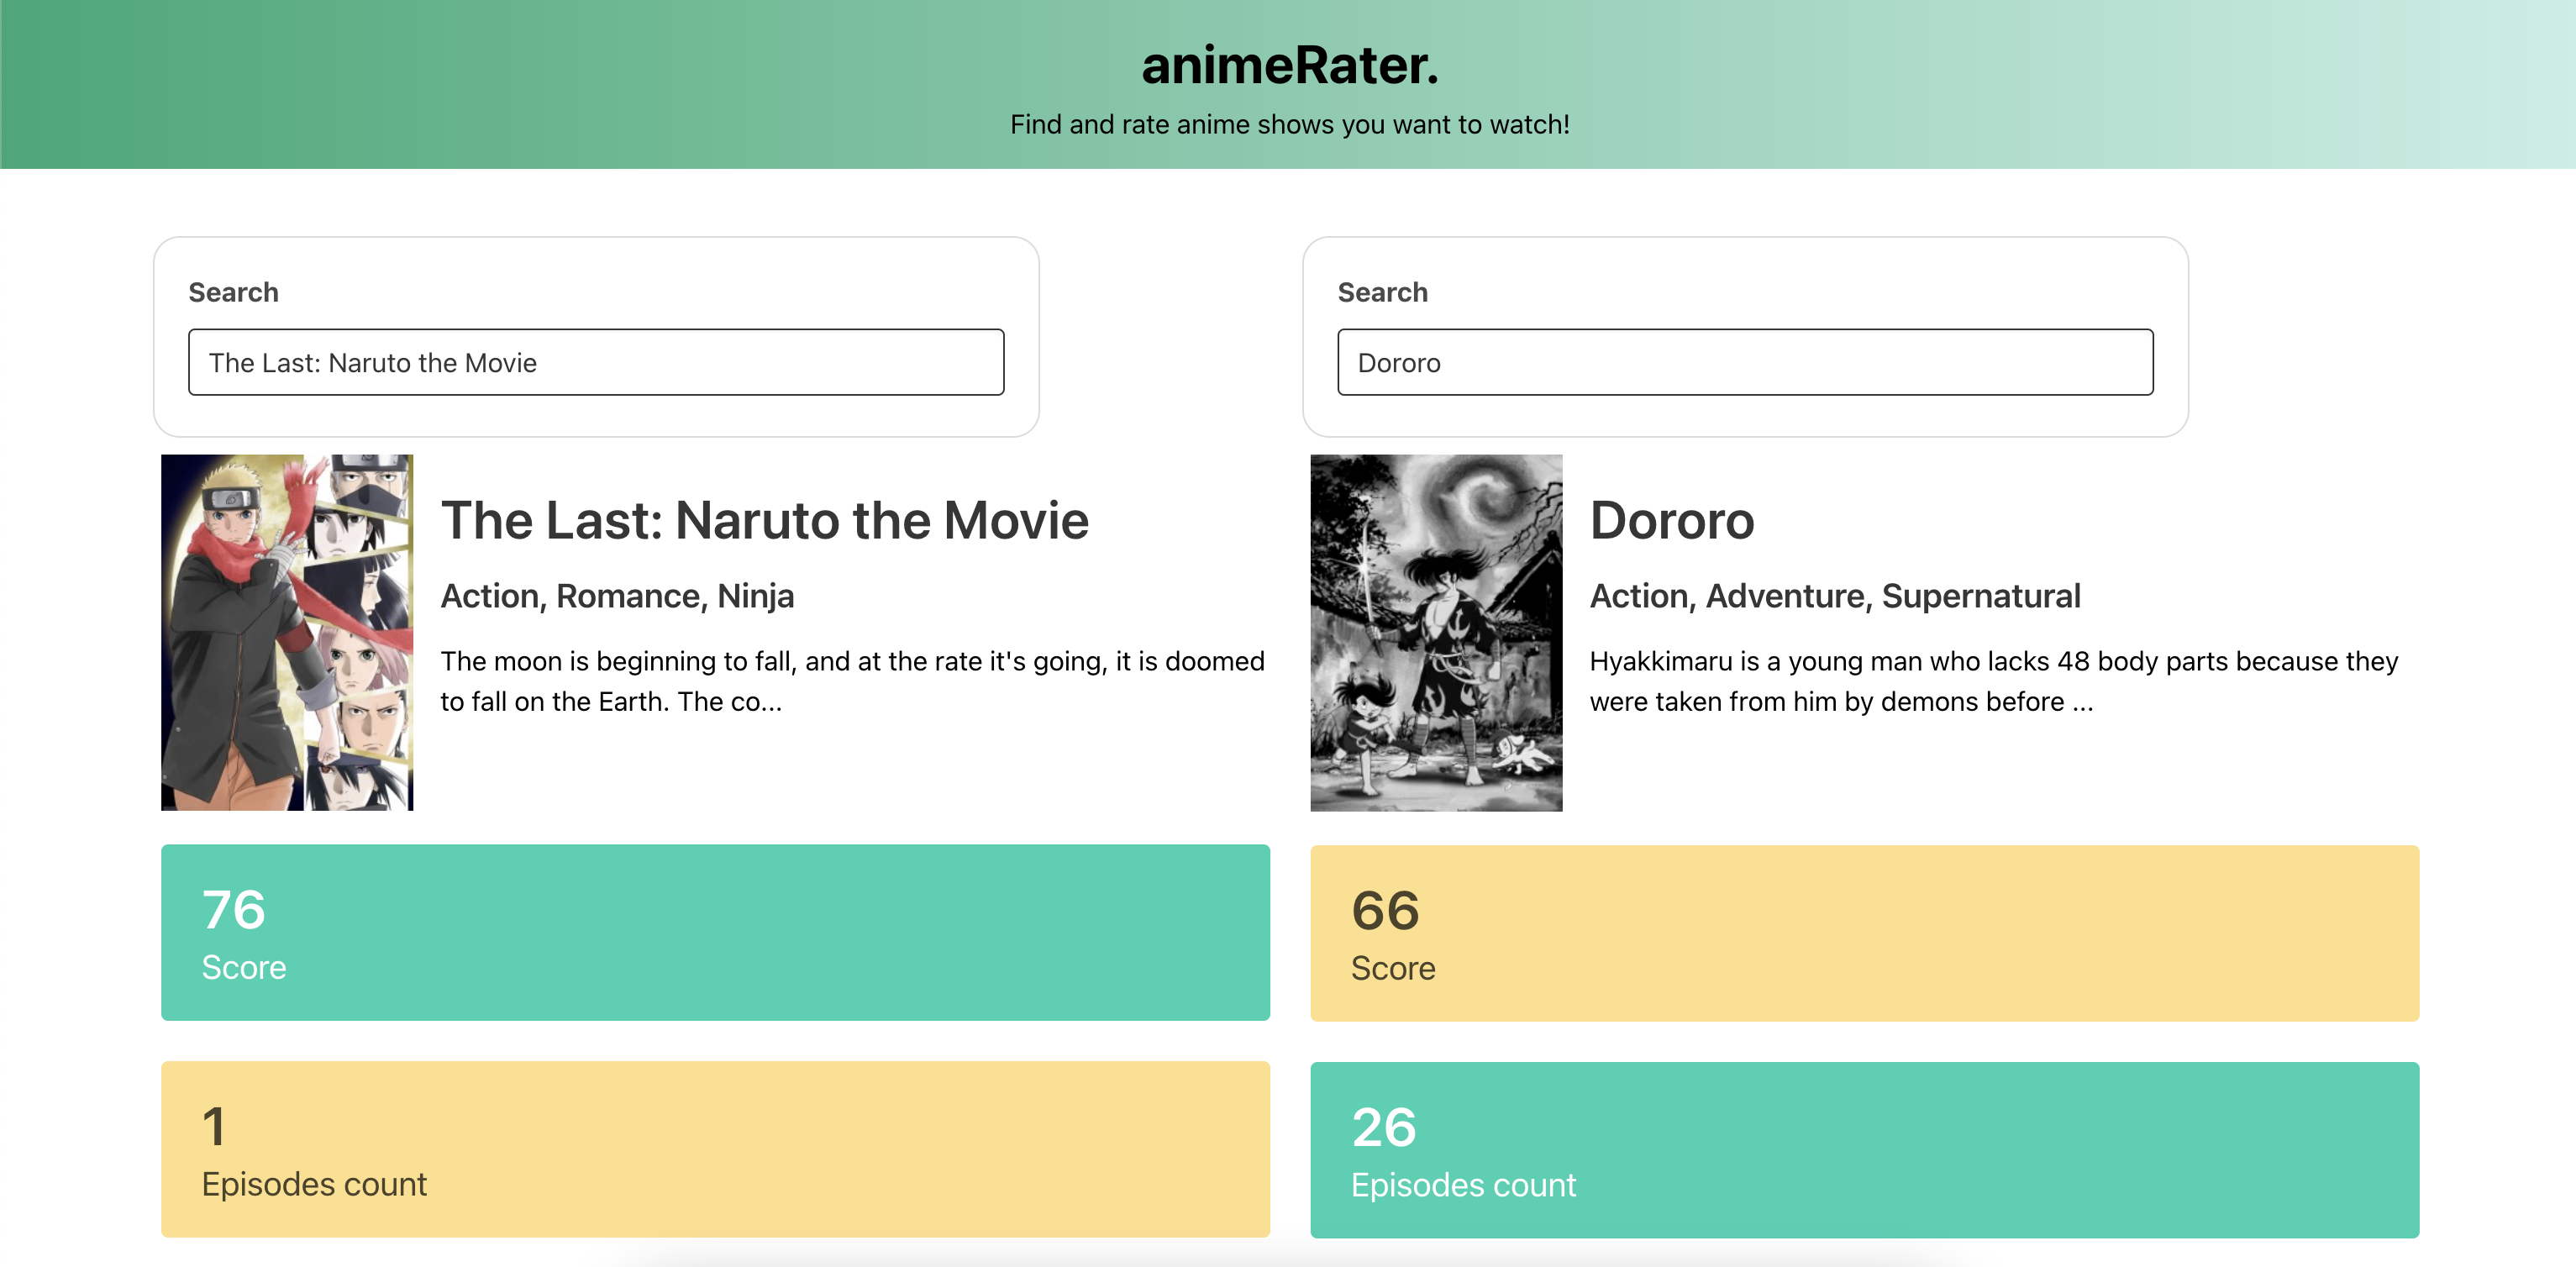 animeRater.
Find and rate anime shows you want to watch!
Search
The Last: Naruto the Movie
The Last: Naruto the Movie
Action, Romance, Ninja
The moon is beginning to fall, and at the rate it's going, it is doomed
to fall on the Earth. The co...
76
Score
1
Episodes count
Search
Dororo
Dororo
Action, Adventure, Supernatural
Hyakkimaru is a young man who lacks 48 body parts because they
were taken from him by demons before ...
66
Score
26
Episodes count